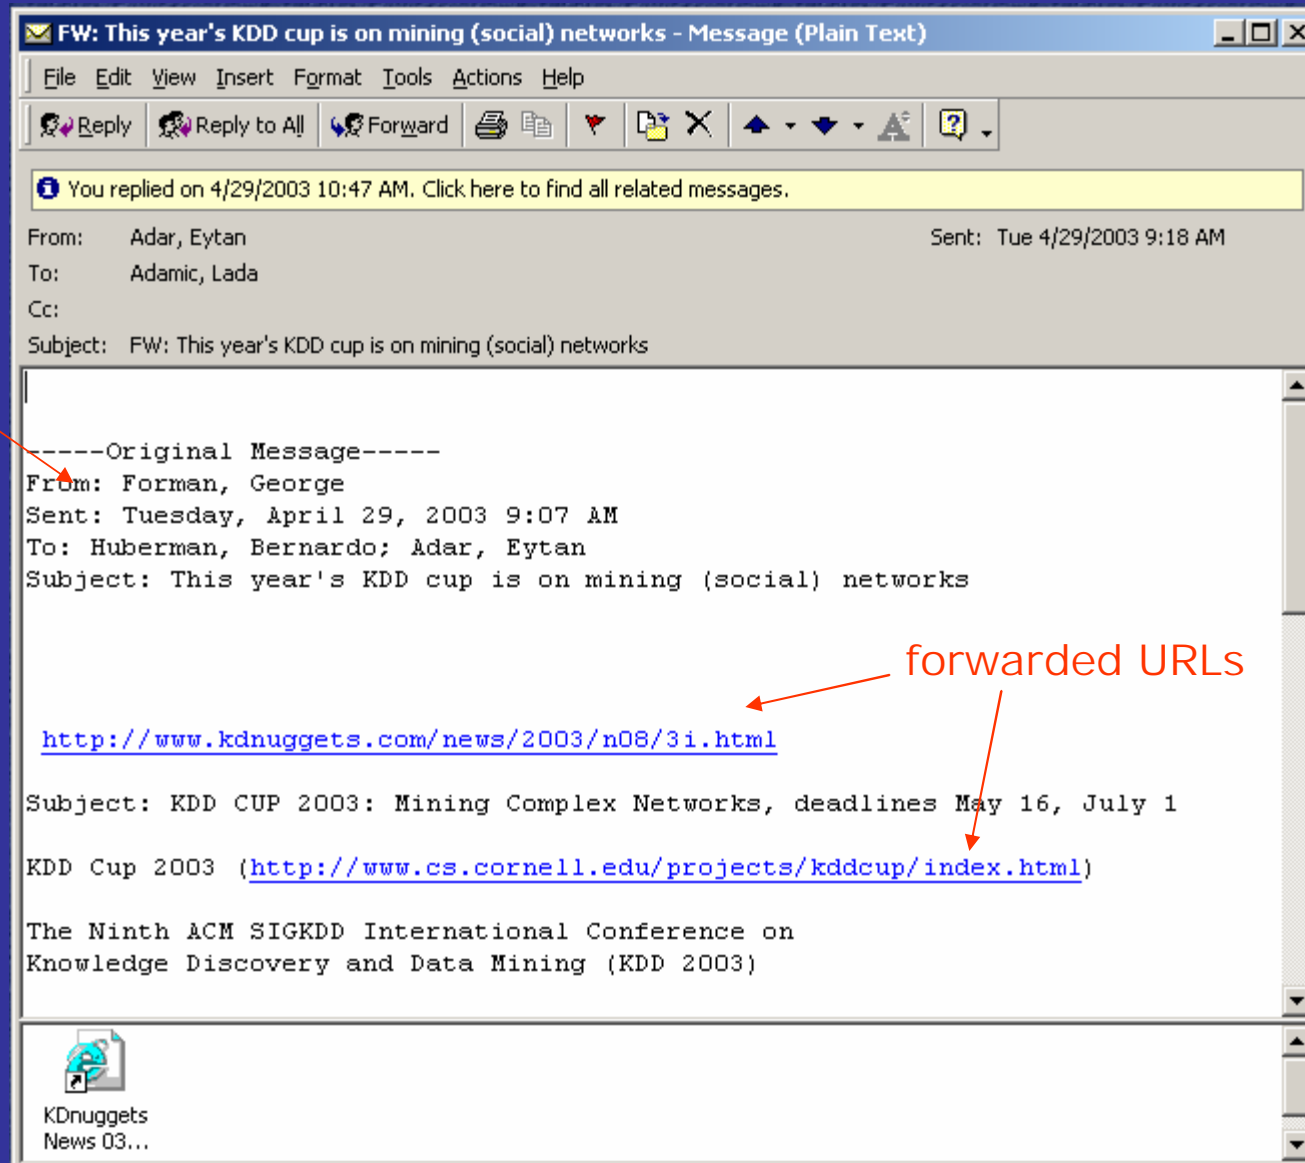 FW: This year's KDD cup is on mining (social) networks - Message (Plain Text)
File Edit View Insert Format Tools Actions Help
Reply Reply to All Forward
You replied on 4/29/2003 10:47 AM. Click here to find all related messages.
From: Adar, Eytan Sent: Tue 4/29/2003 9:18 AM
To: Adamic, Lada
Cc:
Subject: FW: This year's KDD cup is on mining (social) networks
-----Original Message-----
From: Forman, George
Sent: Tuesday, April 29, 2003 9:07 AM
To: Huberman, Bernardo; Adar, Eytan
Subject: This year's KDD cup is on mining (social) networks
forwarded URLs
http://www.kdnuggets.com/news/2003/n08/3i.html
Subject: KDD CUP 2003: Mining Complex Networks, deadlines May 16, July 1
KDD Cup 2003 (http://www.cs.cornell.edu/projects/kddcup/index.html)
The Ninth ACM SIGKDD International Conference on
Knowledge Discovery and Data Mining (KDD 2003)
KDnuggets
News 03...